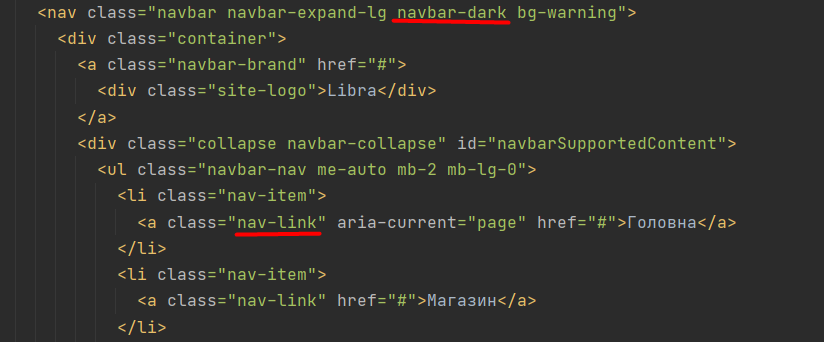 <nav class="navbar navbar-expand-lg navbar-dark bg-warning">
<div class="container">
<a class="navbar-brand" href="#">
<div class="site-logo">Libra</div>
</a>
<div class="collapse navbar-collapse" id="navbarSupportedContent">
<ul class="navbar-nav me-auto mb-2 mb-lg-0">
<li class="nav-item">
<a class="nav-link" aria-current="page" href="#">Головна</a>
</li>
<li class="nav-item">
<a class="nav-link" href="#">Магазин</a>
</li>